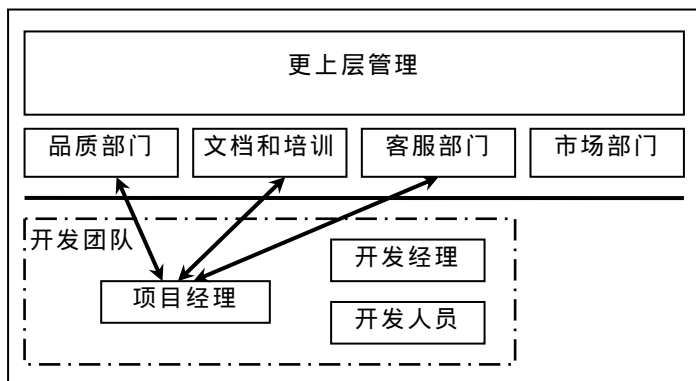 更上层管理
品质部门
文档和培训
客服部门
市场部门
开发团队
开发经理
项目经理
开发人员